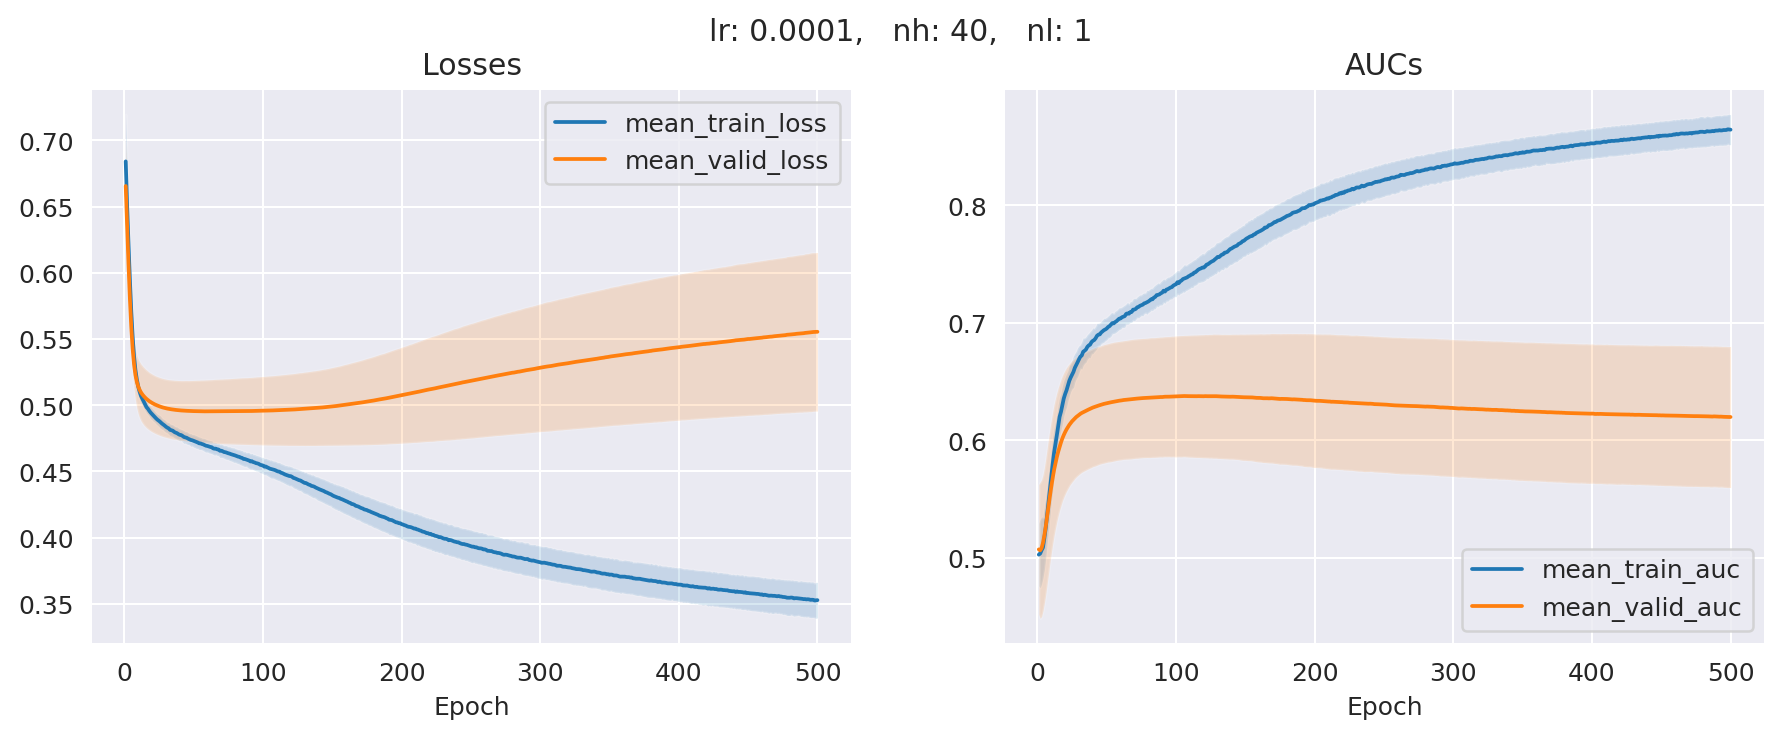 lr: 0.0001,   nh: 40,   nl: 1
Losses
mean_train_loss
mean_valid_loss
0.70
0.65
0.60
0.55
0.50
0.45
0.40
0.35
0 100 200 300 400 500
Epoch
AUCs
0.8
0.7
0.6
0.5
mean_train_auc
mean_valid_auc
0 100 200 300 400 500
Epoch